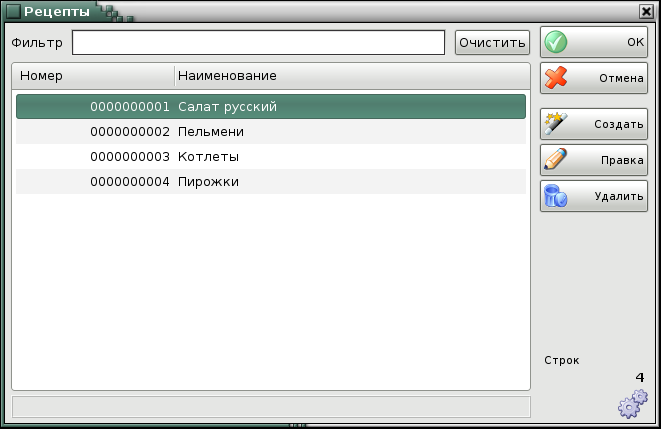 Рецепты
Фильтр
Очистить
OK
Отмена
Номер Наименование
0000000001 Салат русский
0000000002 Пельмени
0000000003 Котлеты
0000000004 Пирожки
Создать
Правка
Удалить
Строк
4